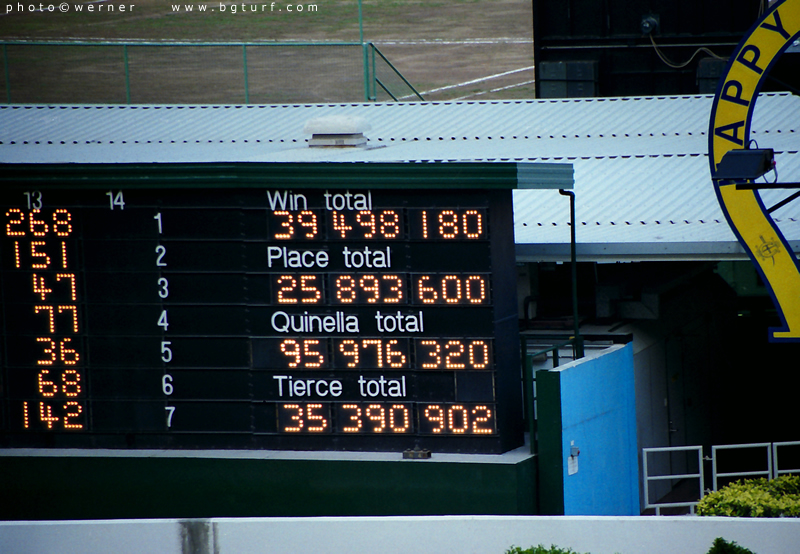 photo©werner www.bgturf.com
APPY
13 14 Win total
268 1 39 498 180
151 2 Place total
47 3 25 893 600
77 4 Quinella total
36 5 95 976 320
68 6 Tierce total
142 7 35 390 902